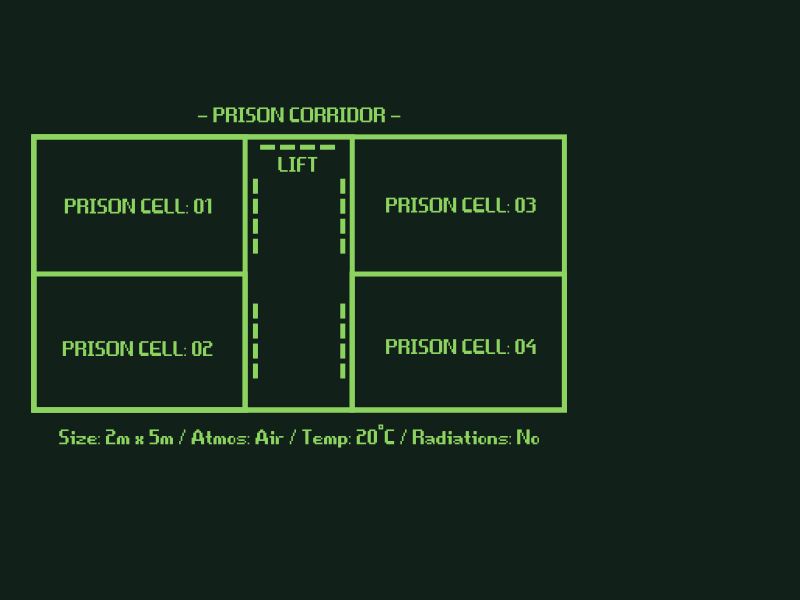 – PRISON CORRIDOR –
LIFT
PRISON CELL: 01
PRISON CELL: 03
PRISON CELL: 02
PRISON CELL: 04
Size: 2m x 5m / Atmos: Air / Temp: 20°C / Radiations: No